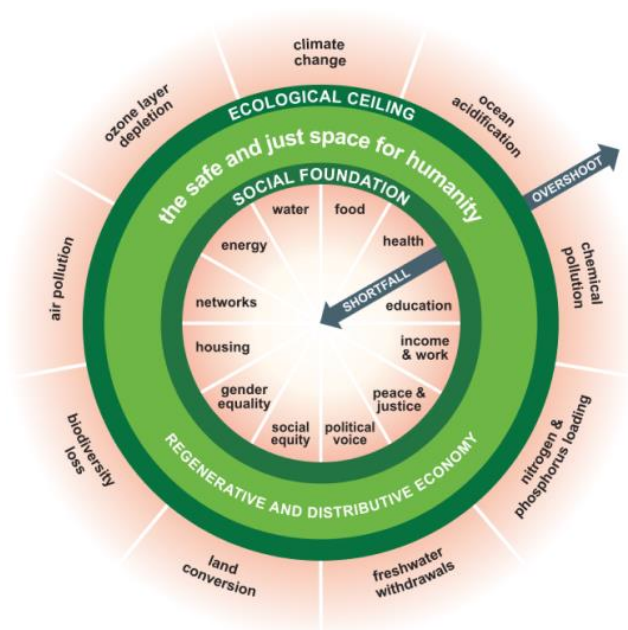 climate
change
ocean
acidification
OVERSHOOT
chemical
pollution
nitrogen &
phosphorus loading
freshwater
withdrawals
land
conversion
biodiversity
loss
air pollution
ozone layer
depletion
ECOLOGICAL CEILING
the safe and just space for humanity
SOCIAL FOUNDATION
water
food
health
SHORTFALL
education
income
& work
peace &
justice
political
voice
social
equity
gender
equality
housing
networks
energy
REGENERATIVE AND DISTRIBUTIVE ECONOMY